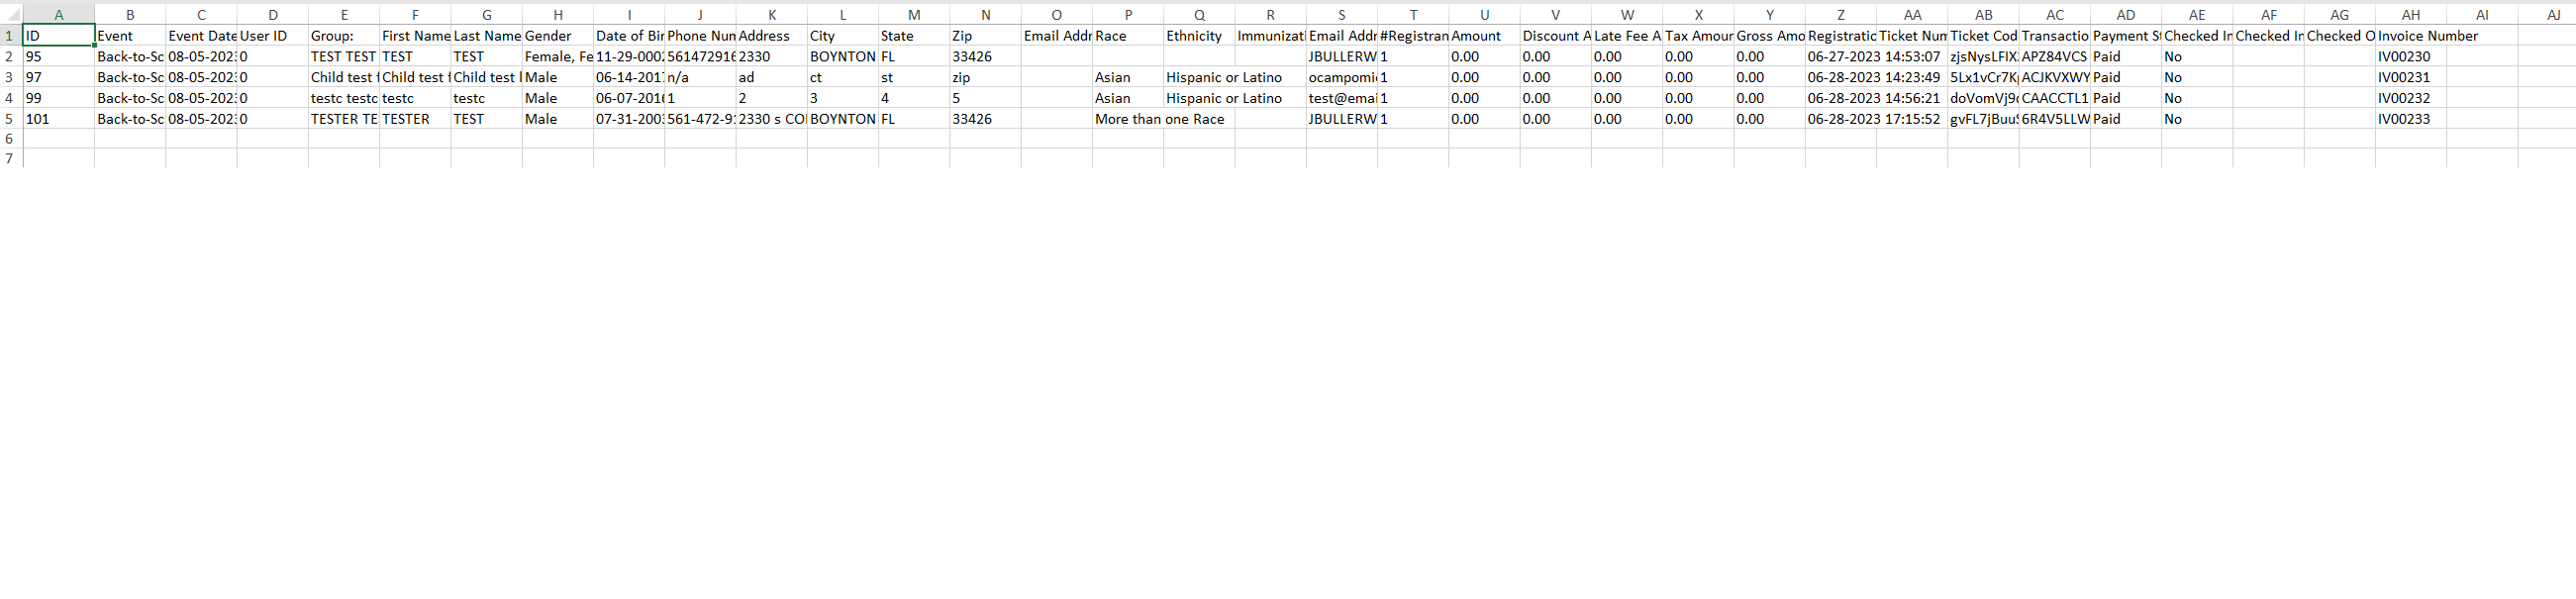 A B C D E F G H I J K L M N O P Q R S T U V W X Y Z AA AB AC AD AE AF AG AH AI AJ
1 ID Event Event Date User ID Group: First Name Last Name Gender Date of Bir Phone Num Address City State Zip Email Addr Race Ethnicity Immunizati Email Addr #Registran Amount Discount A Late Fee A Tax Amoun Gross Amo Registratio Ticket Num Ticket Cod Transactio Payment St Checked In Checked In Checked O Invoice Number
2 95 Back-to-Sc 08-05-2023 0 TEST TEST TEST TEST Female, Fe 11-29-0002 561472916 2330 BOYNTON FL 33426 JBULLERW 1 0.00 0.00 0.00 0.00 0.00 06-27-2023 14:53:07 zjsNysLFIX APZ84VCS Paid No IV00230
3 97 Back-to-Sc 08-05-2023 0 Child test f Child test f Child test l Male 06-14-201 n/a ad ct st zip Asian Hispanic or Latino ocampomi 1 0.00 0.00 0.00 0.00 0.00 06-28-2023 14:23:49 5Lx1vCr7K ACJKVXWY Paid No IV00231
4 99 Back-to-Sc 08-05-2023 0 testc testc testc testc Male 06-07-201 1 2 3 4 5 Asian Hispanic or Latino test@emai 1 0.00 0.00 0.00 0.00 0.00 06-28-2023 14:56:21 doVomVj9 CAACCTL1 Paid No IV00232
5 101 Back-to-Sc 08-05-2023 0 TESTER TE TESTER TEST Male 07-31-200 561-472-91 2330 s CO BOYNTON FL 33426 More than one Race JBULLERW 1 0.00 0.00 0.00 0.00 0.00 06-28-2023 17:15:52 gvFL7jBuu 6R4V5LLW Paid No IV00233
6
7